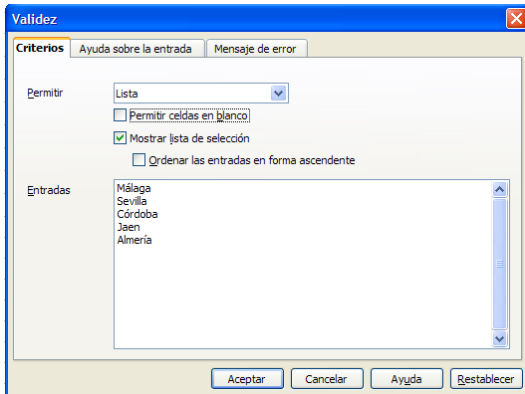 Validez
Criterios Ayuda sobre la entrada Mensaje de error
Permitir Lista
Permitir celdas en blanco
Mostrar lista de selección
Ordenar las entradas en forma ascendente
Entradas Málaga
Sevilla
Córdoba
Jaen
Almería
Aceptar Cancelar Ayuda Restablecer